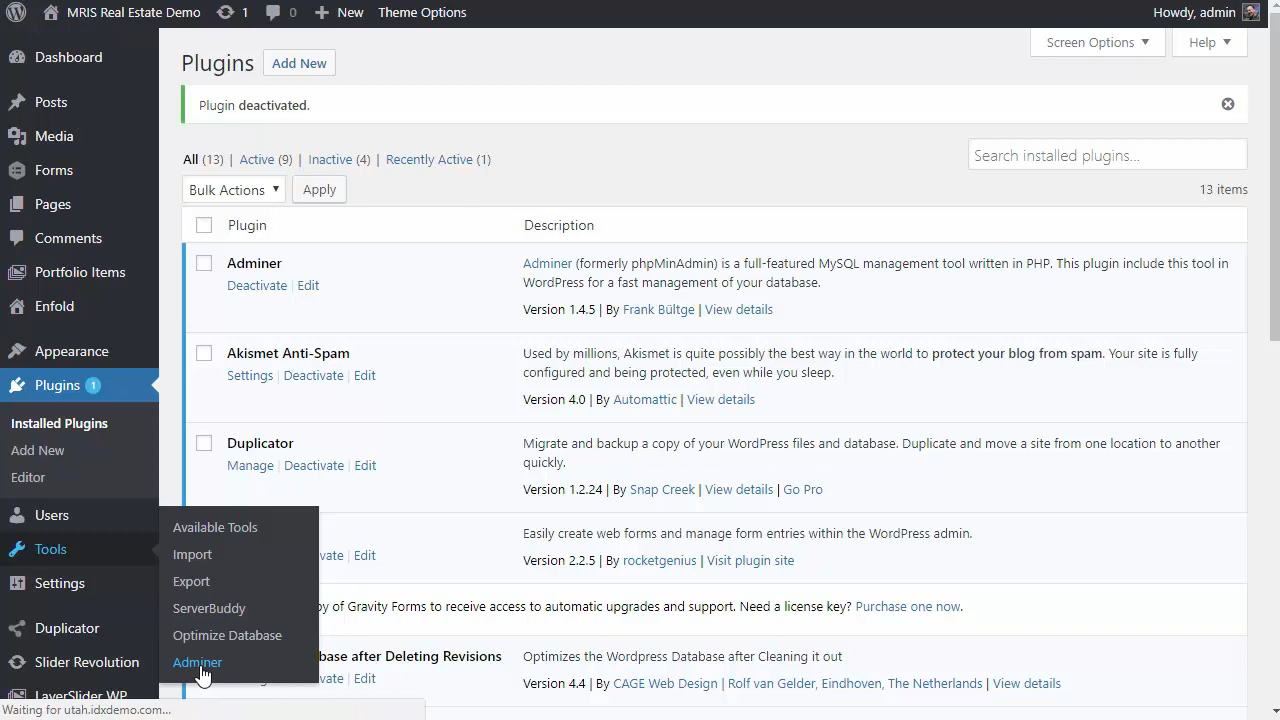 MRIS Real Estate Demo 1 0 New Theme Options Howdy, admin
Dashboard
Posts
Media
Forms
Pages
Comments
Portfolio Items
Enfold
Appearance
Plugins 1
Installed Plugins
Add New
Editor
Users
Tools
Settings
Duplicator
Slider Revolution
LayerSlider WP
Available Tools
Import
Export
ServerBuddy
Optimize Database
Adminer
Screen Options Help
Plugins Add New
Plugin deactivated.
All (13) | Active (9) | Inactive (4) | Recently Active (1)
Search installed plugins...
Bulk Actions Apply
13 items
Plugin Description
Adminer
Deactivate | Edit
Adminer (formerly phpMinAdmin) is a full-featured MySQL management tool written in PHP. This plugin include this tool in
WordPress for a fast management of your database.
Version 1.4.5 | By Frank Bültge | View details
Akismet Anti-Spam
Settings | Deactivate | Edit
Used by millions, Akismet is quite possibly the best way in the world to protect your blog from spam. Your site is fully
configured and being protected, even while you sleep.
Version 4.0 | By Automattic | View details
Duplicator
Manage | Deactivate | Edit
Migrate and backup a copy of your WordPress files and database. Duplicate and move a site from one location to another
quickly.
Version 1.2.24 | By Snap Creek | View details | Go Pro
vate | Edit
Easily create web forms and manage form entries within the WordPress admin.
Version 2.2.5 | By rocketgenius | Visit plugin site
py of Gravity Forms to receive access to automatic upgrades and support. Need a license key? Purchase one now.
base after Deleting Revisions
vate | Edit
Optimizes the Wordpress Database after Cleaning it out
Version 4.4 | By CAGE Web Design | Rolf van Gelder, Eindhoven, The Netherlands | View details
Waiting for utah.idxdemo.com...